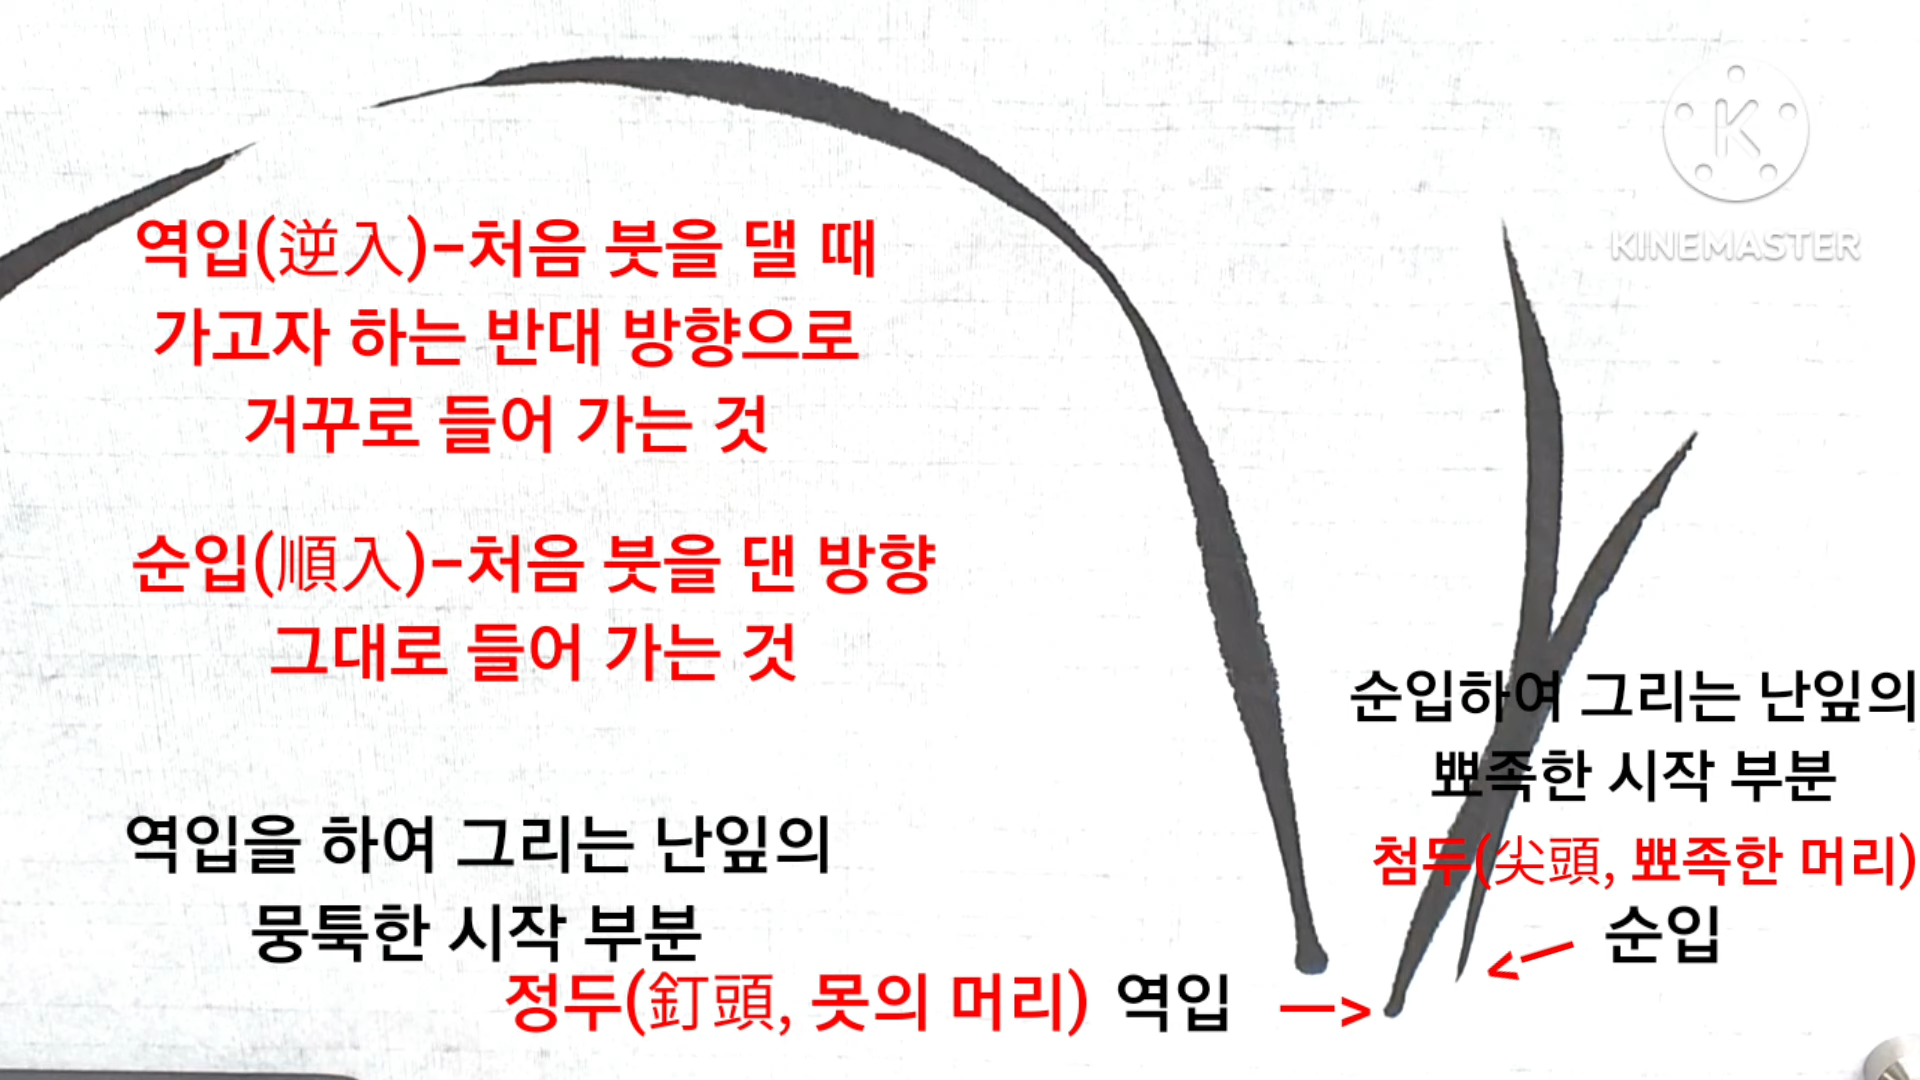 KINEMASTER
역입(逆入)-처음 붓을 댈 때
가고자 하는 반대 방향으로
거꾸로 들어 가는 것
순입(順入)-처음 붓을 댄 방향
그대로 들어 가는 것
역입을 하여 그리는 난잎의
뭉툭한 시작 부분
정두(釘頭, 못의 머리) 역입 —>
순입하여 그리는 난잎의
뾰족한 시작 부분
첨두(尖頭, 뾰족한 머리)
<— 순입